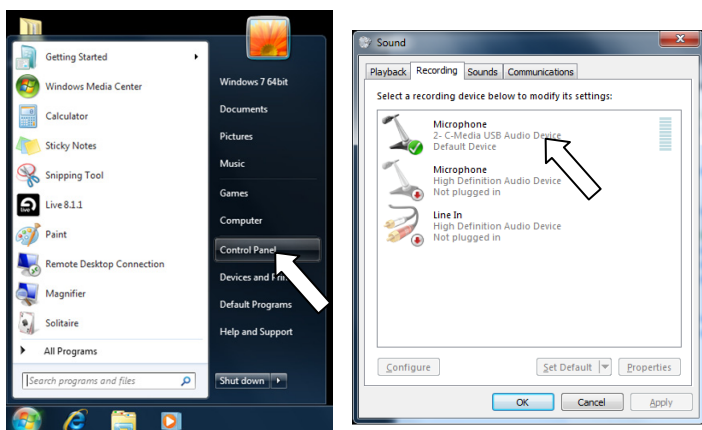 Getting Started
Windows Media Center
Calculator
Sticky Notes
Snipping Tool
Live 8.1.1
Paint
Remote Desktop Connection
Magnifier
Solitaire
All Programs
Search programs and files
Windows 7 64bit
Documents
Pictures
Music
Games
Computer
Control Panel
Devices and Prin
Default Programs
Help and Support
Shut down
Sound
Playback Recording Sounds Communications
Select a recording device below to modify its settings:
Microphone
2- C-Media USB Audio Device
Default Device
Microphone
High Definition Audio Device
Not plugged in
Line In
High Definition Audio Device
Not plugged in
Configure Set Default Properties
OK Cancel Apply